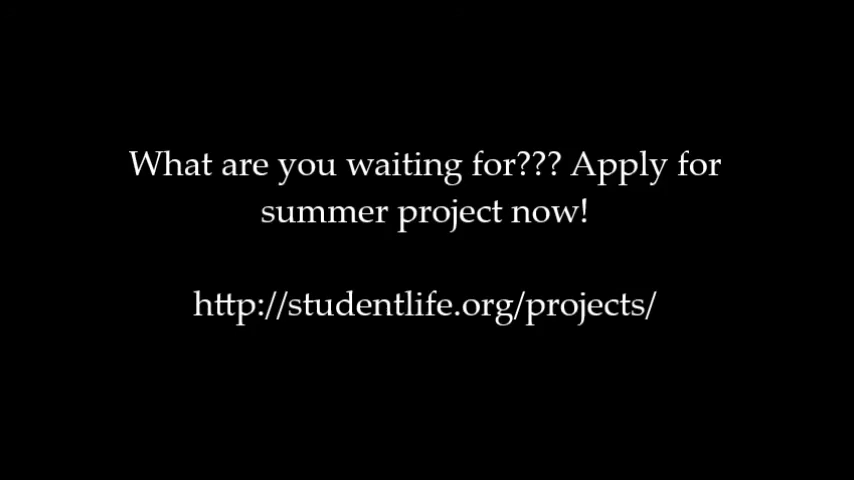 What are you waiting for??? Apply for
summer project now!
http://studentlife.org/projects/